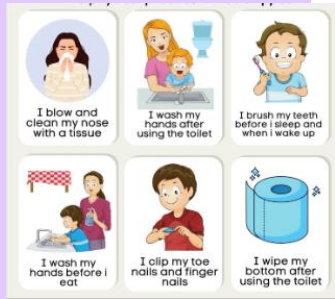 I blow and
clean my nose
with a tissue
I wash my
hands after
using the toilet
I brush my teeth
before i sleep and
when i wake up
I wash my
hands before i
eat
I clip my toe
nails and finger
nails
I wipe my
bottom after
using the toilet